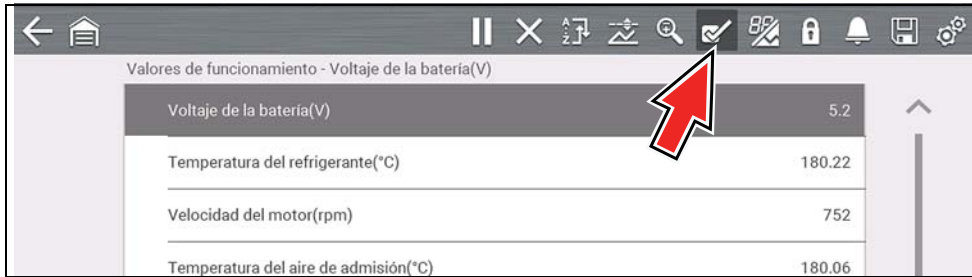 Valores de funcionamiento - Voltaje de la batería(V)
Voltaje de la batería(V) 5.2
Temperatura del refrigerante(°C) 180.22
Velocidad del motor(rpm) 752
Temperatura del aire de admisión(°C) 180.06